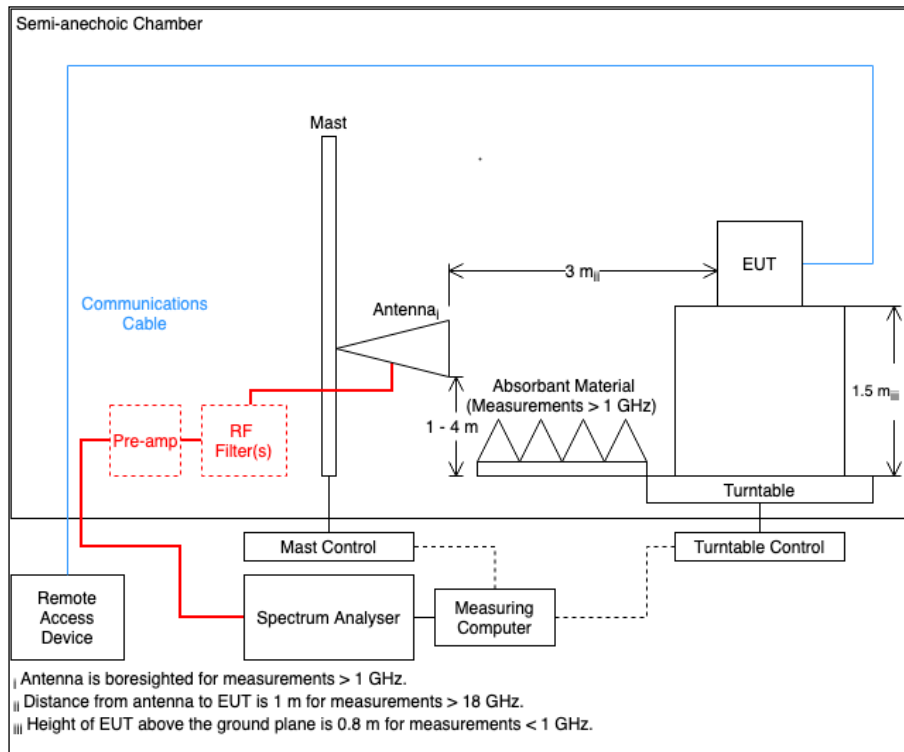 Semi-anechoic Chamber
Mast
EUT
3 m ii
Communications
Cable
Antenna i
Absorbant Material
(Measurements > 1 GHz)
1.5 m iii
1 - 4 m
Pre-amp
RF
Filter(s)
Turntable
Mast Control
Turntable Control
Remote
Access
Device
Spectrum Analyser
Measuring
Computer
i Antenna is boresighted for measurements > 1 GHz.
ii Distance from antenna to EUT is 1 m for measurements > 18 GHz.
iii Height of EUT above the ground plane is 0.8 m for measurements < 1 GHz.